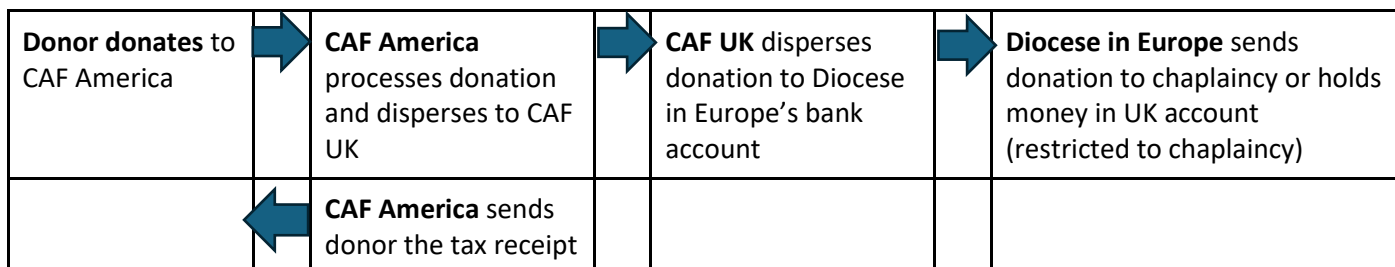 Donor donates to
CAF America
CAF America
processes donation
and disperses to CAF
UK
CAF UK disperses
donation to Diocese
in Europe’s bank
account
Diocese in Europe sends
donation to chaplaincy or holds
money in UK account
(restricted to chaplaincy)
CAF America sends
donor the tax receipt